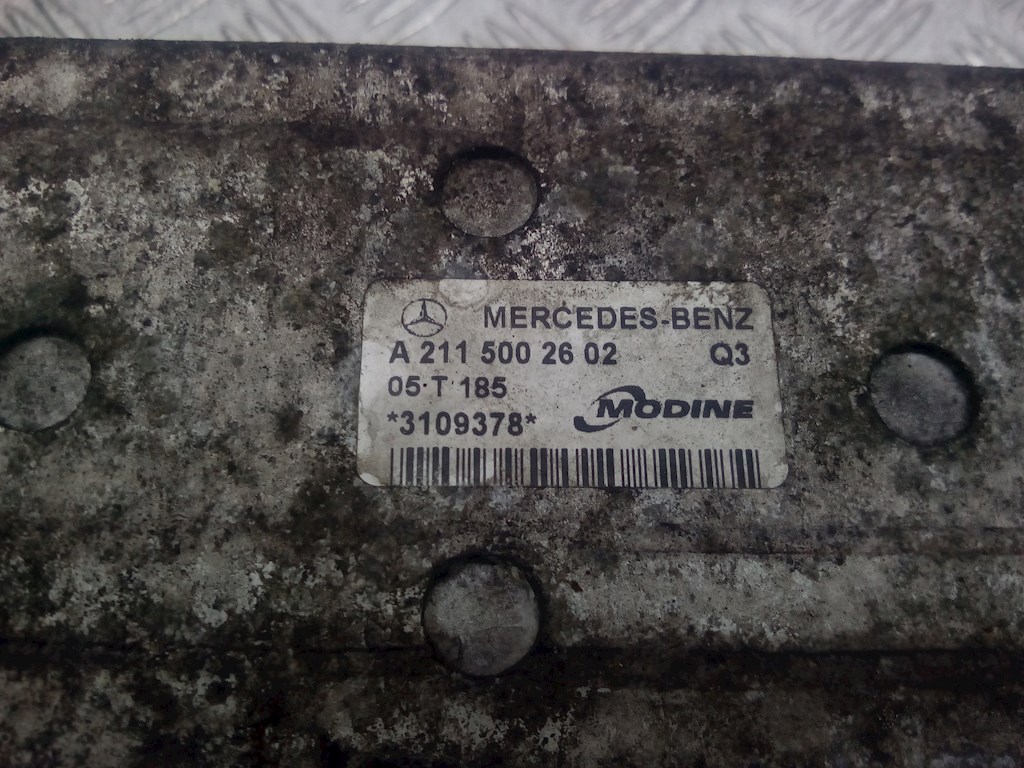 MERCEDES-BENZ
A 211 500 26 02 Q3
05·T 185
*3109378* MODINE